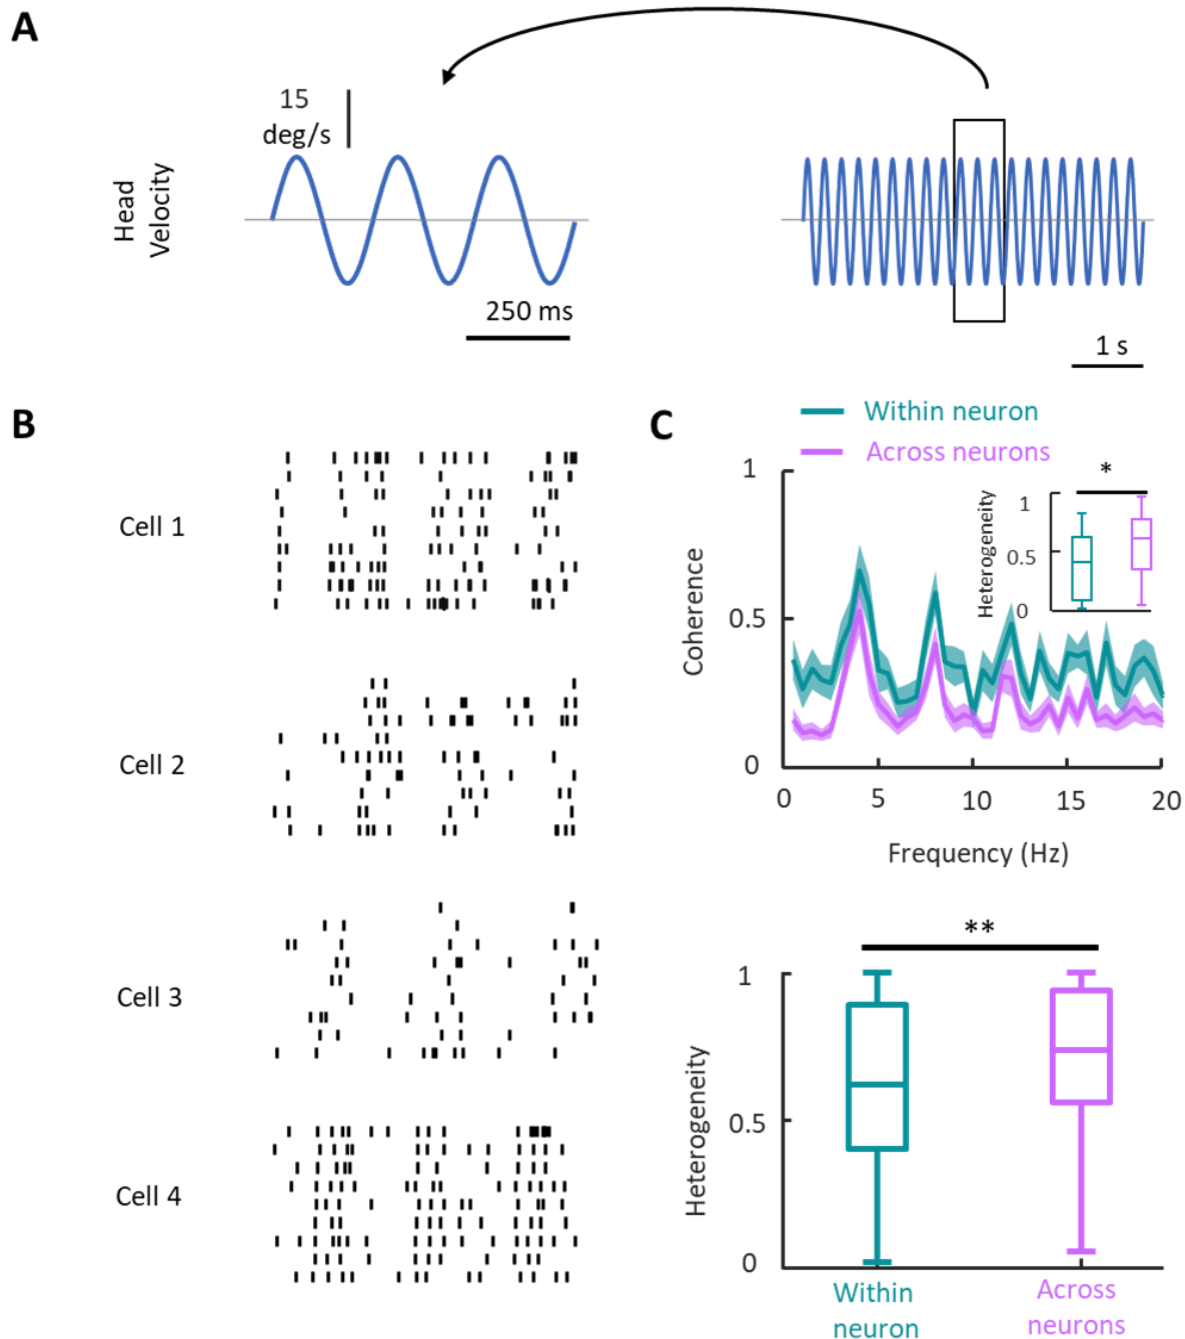 A
15
deg/s
Head
Velocity
250 ms
1 s
B
Cell 1
Cell 2
Cell 3
Cell 4
C
Within neuron
Across neurons
Coherence
1
0.5
0
0
5
10
15
20
Frequency (Hz)
Heterogeneity
1
0.5
0
*
**
Heterogeneity
1
0.5
0
Within
neuron
Across
neurons